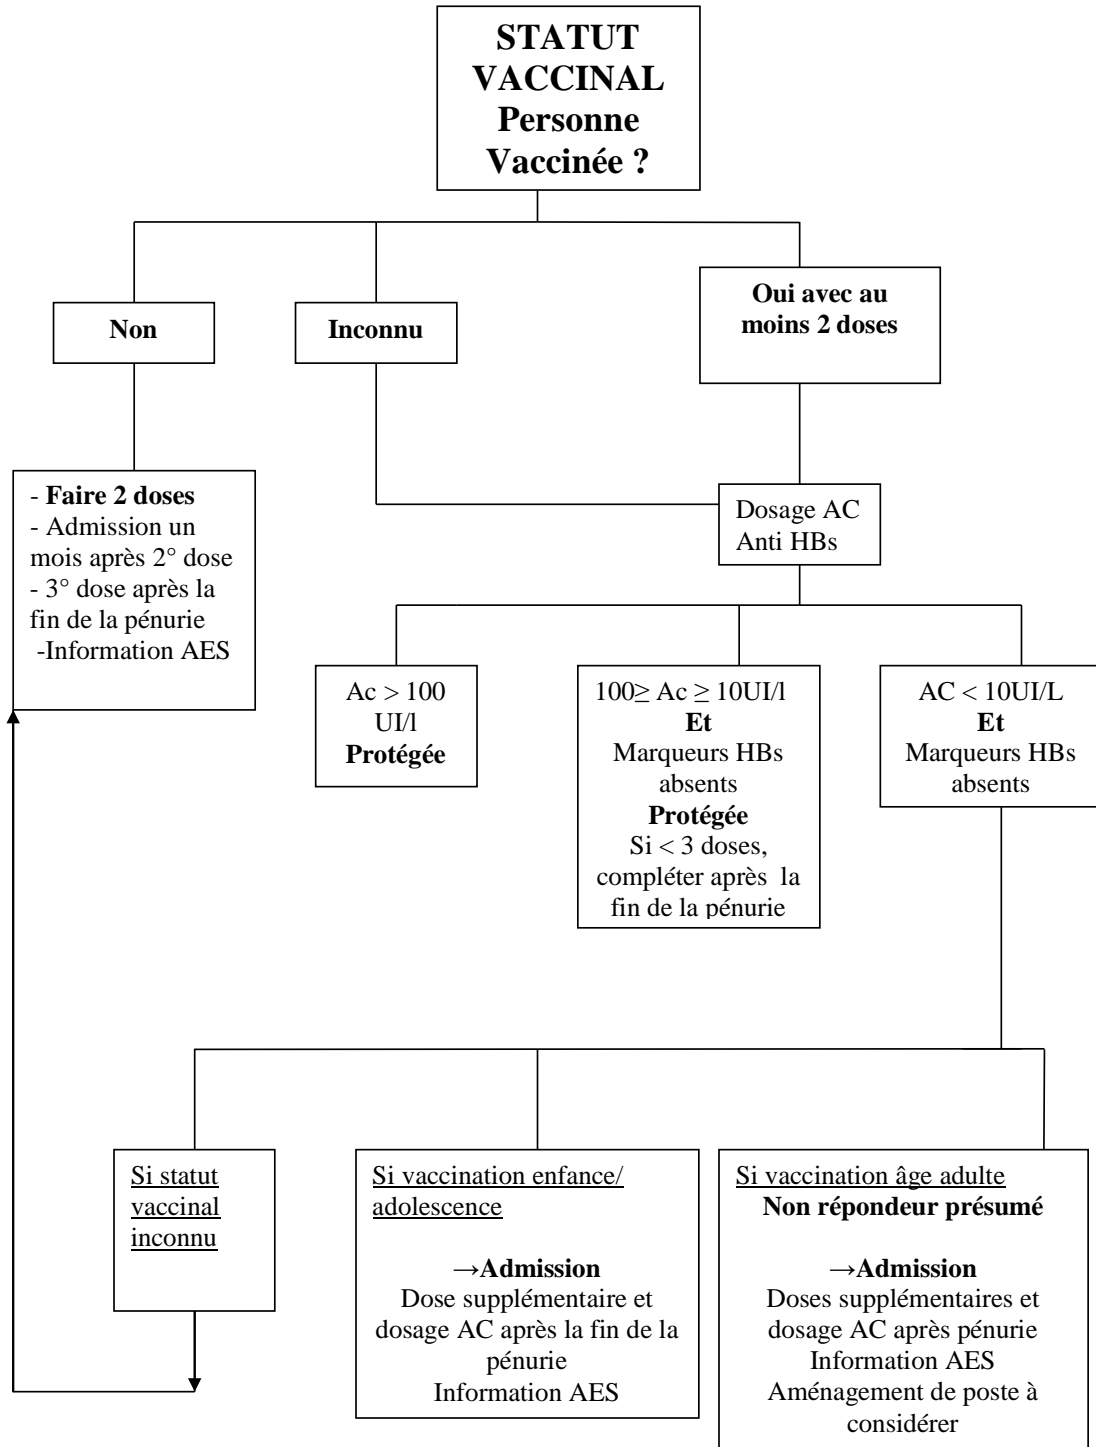 STATUT
VACCINAL
Personne
Vaccinée ?
Non
Inconnu
Oui avec au
moins 2 doses
- Faire 2 doses
- Admission un
mois après 2° dose
- 3° dose après la
fin de la pénurie
-Information AES
Dosage AC
Anti HBs
Ac > 100
UI/l
Protégée
100≥ Ac ≥ 10UI/l
Et
Marqueurs HBs
absents
Protégée
Si < 3 doses,
compléter après la
fin de la pénurie
AC < 10UI/L
Et
Marqueurs HBs
absents
Si statut
vaccinal
inconnu
Si vaccination enfance/
adolescence
→Admission
Dose supplémentaire et
dosage AC après la fin de la
pénurie
Information AES
Si vaccination âge adulte
Non répondeur présumé
→Admission
Doses supplémentaires et
dosage AC après pénurie
Information AES
Aménagement de poste à
considérer